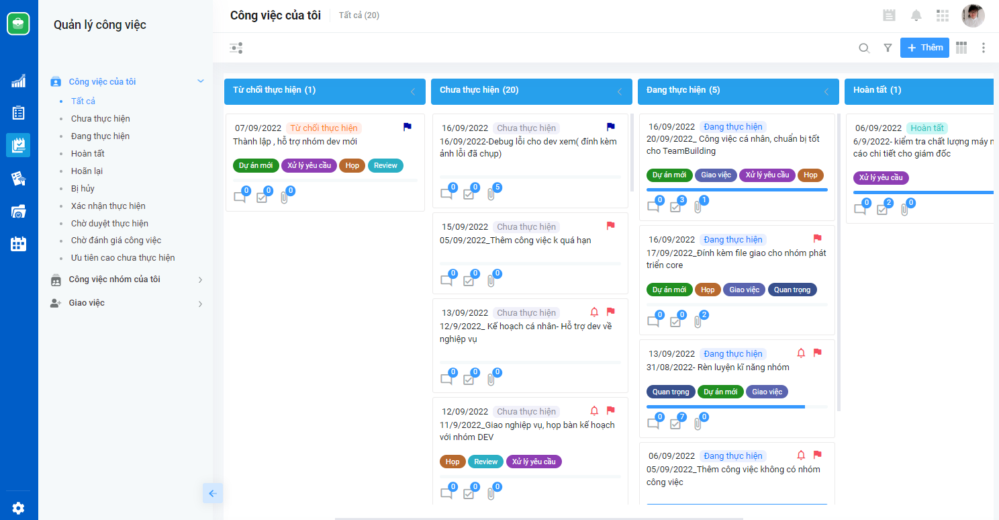 Quản lý công việc
Công việc của tôi
Tất cả
Chưa thực hiện
Đang thực hiện
Hoàn tất
Hoãn lại
Bị hủy
Xác nhận thực hiện
Chờ duyệt thực hiện
Chờ đánh giá công việc
Ưu tiên cao chưa thực hiện
Công việc nhóm của tôi
Giao việc
Công việc của tôi
Tất cả (20)
Thêm
Từ chối thực hiện (1)
07/09/2022 Từ chối thực hiện
Thành lập , hỗ trợ nhóm dev mới
Dự án mới Xử lý yêu cầu Họp Review
0 0 0
Chưa thực hiện (20)
16/09/2022 Chưa thực hiện
16/09/2022-Debug lỗi cho dev xem( đính kèm
ảnh lỗi đã chụp)
0 0 5
15/09/2022 Chưa thực hiện
05/09/2022_Thêm công việc k quá hạn
0 0 0
13/09/2022 Chưa thực hiện
12/9/2022_ Kế hoạch cá nhân- Hỗ trợ dev về
nghiệp vụ
0 0 0
12/09/2022 Chưa thực hiện
11/9/2022_Giao nghiệp vụ, họp bàn kế hoạch
với nhóm DEV
Họp Review Xử lý yêu cầu
0 0 0
Đang thực hiện (5)
16/09/2022 Đang thực hiện
20/09/2022_ Công việc cá nhân, chuẩn bị tốt
cho TeamBuilding
Dự án mới Giao việc Xử lý yêu cầu Họp
0 3 1
16/09/2022 Đang thực hiện
17/09/2022_Đính kèm file giao cho nhóm phát
triển core
Dự án mới Họp Giao việc Quan trọng
0 0 2
13/09/2022 Đang thực hiện
31/08/2022- Rèn luyện kĩ năng nhóm
Quan trọng Dự án mới Giao việc
0 7 0
06/09/2022 Đang thực hiện
05/09/2022_Thêm công việc không có nhóm
công việc
Hoàn tất (1)
06/09/2022 Hoàn tất
6/9/2022- kiểm tra chất lượng máy
cáo chi tiết cho giám đốc
Xử lý yêu cầu
0 2 0